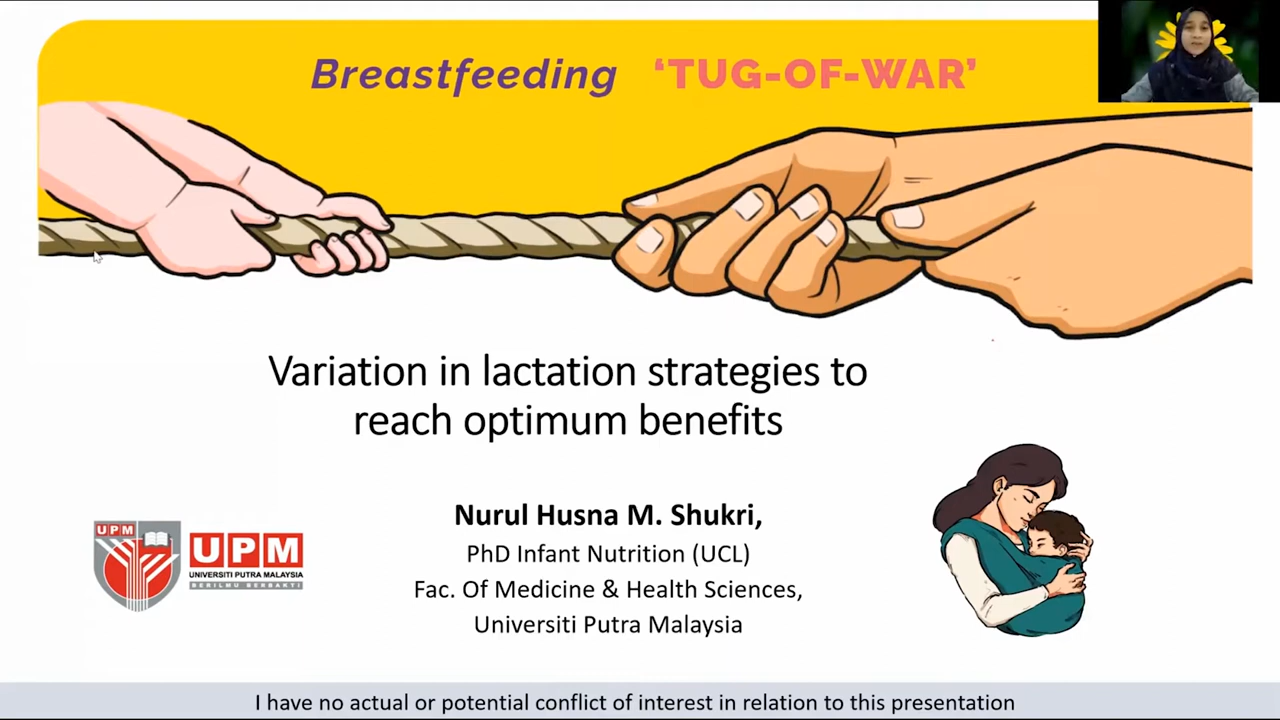 Breastfeeding ‘TUG-OF-WAR’
Variation in lactation strategies to
reach optimum benefits
Nurul Husna M. Shukri,
PhD Infant Nutrition (UCL)
Fac. Of Medicine & Health Sciences,
Universiti Putra Malaysia
UPM
UPM
UNIVERSITI PUTRA MALAYSIA
BERILMU BERBAKTI
I have no actual or potential conflict of interest in relation to this presentation